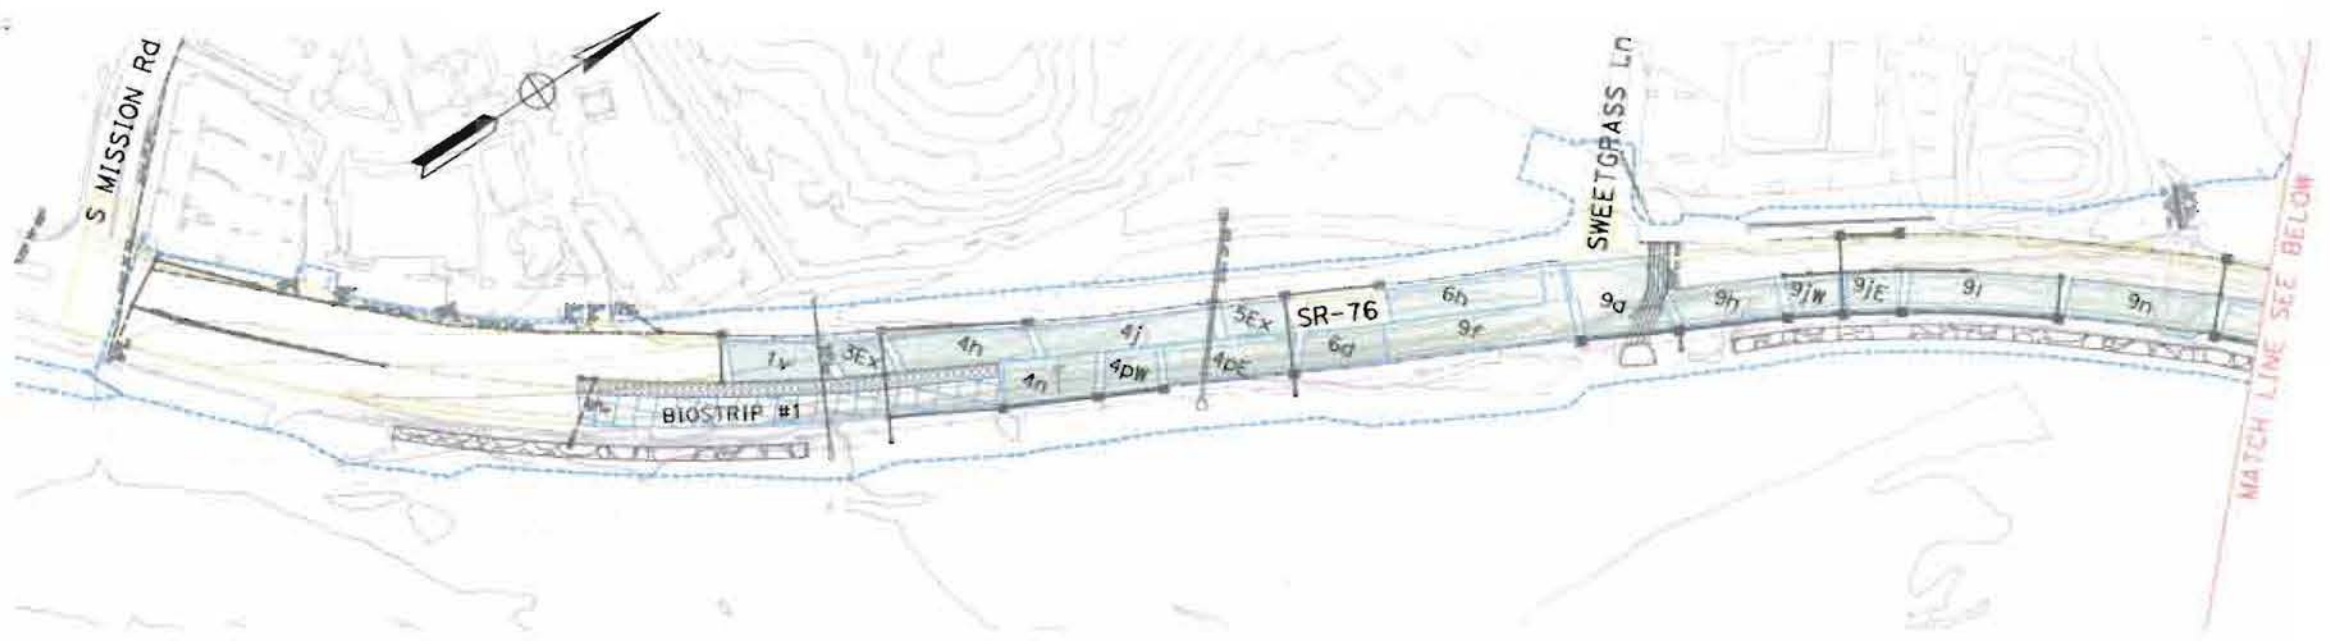 S MISSION Rd
SWEETGRASS Ln
1v
3Ex
4h
4j
5Ex
SR-76
6h
9d
9h
9jW
9jE
9l
9n
4n
4pW
4pE
6d
9f
BIOSTRIP #1
MATCH LINE SEE BELOW